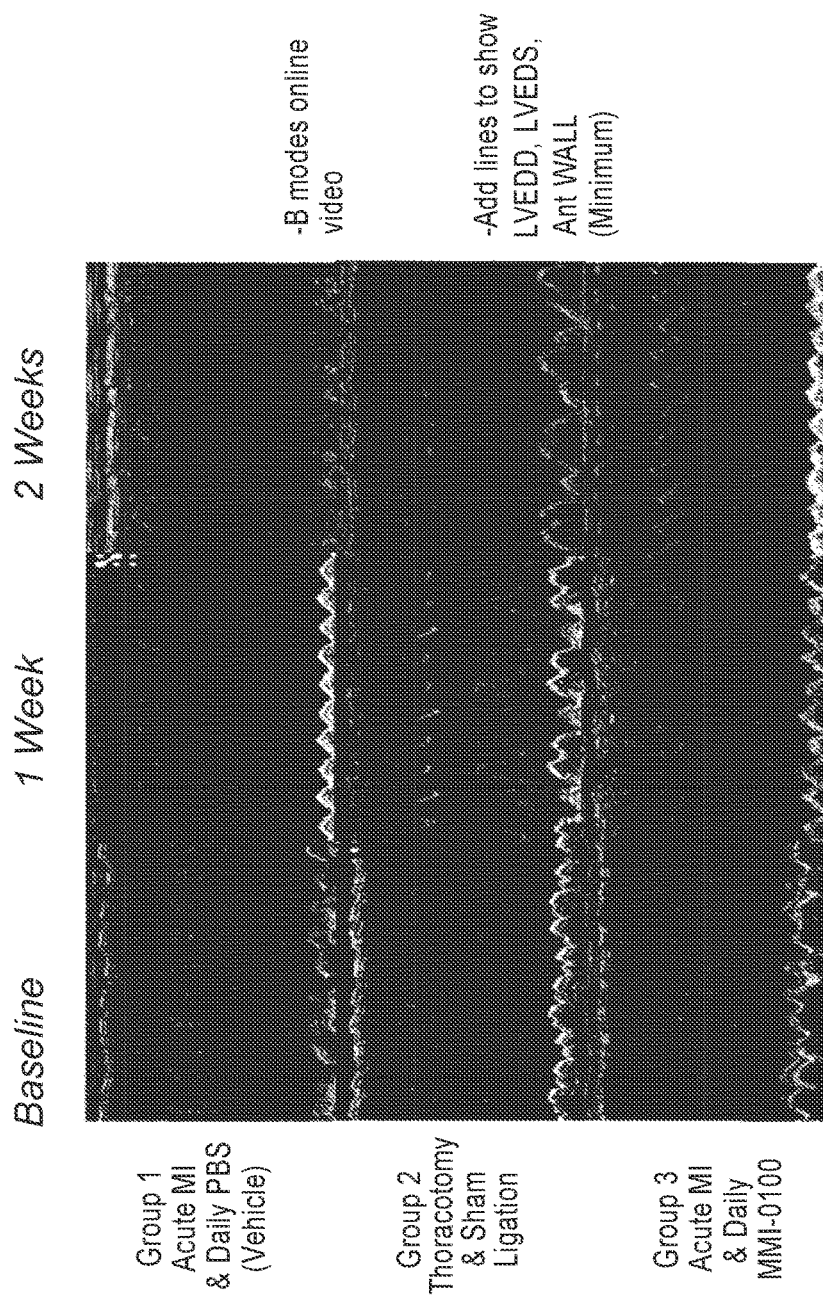 Baseline
1 Week
2 Weeks
Group 1
Acute MI
& Daily PBS
(Vehicle)
Group 2
Thoracotomy
& Sham
Ligation
Group 3
Acute MI
& Daily
MMI-0100
-B modes online
video
-Add lines to show
LVEDD, LVEDS,
Ant WALL
(Minimum)